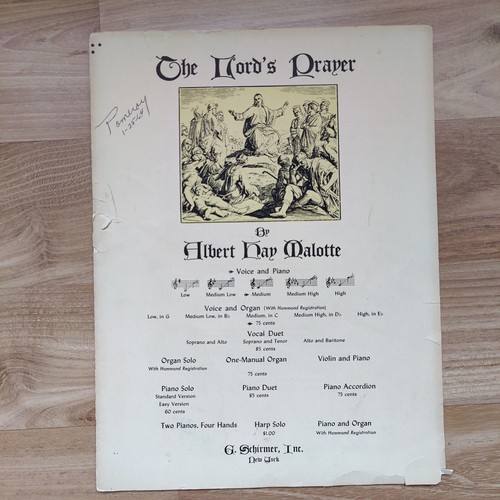 The Lord's Prayer
Pomeroy
1-25-64
By
Albert Hay Malotte
Voice and Piano
Low Medium Low Medium Medium High High
Voice and Organ (With Hammond Registration)
Low, in G Medium Low, in B♭ Medium, in C Medium High, in D♭ High, in E♭
75 cents
Vocal Duet
Soprano and Alto Soprano and Tenor Alto and Baritone
85 cents
Organ Solo One-Manual Organ Violin and Piano
With Hammond Registration
75 cents
Piano Solo Piano Duet Piano Accordion
Standard Version 85 cents 75 cents
Easy Version
60 cents
Two Pianos, Four Hands Harp Solo Piano and Organ
$1.00 With Hammond Registration
G. Schirmer, Inc.
New York